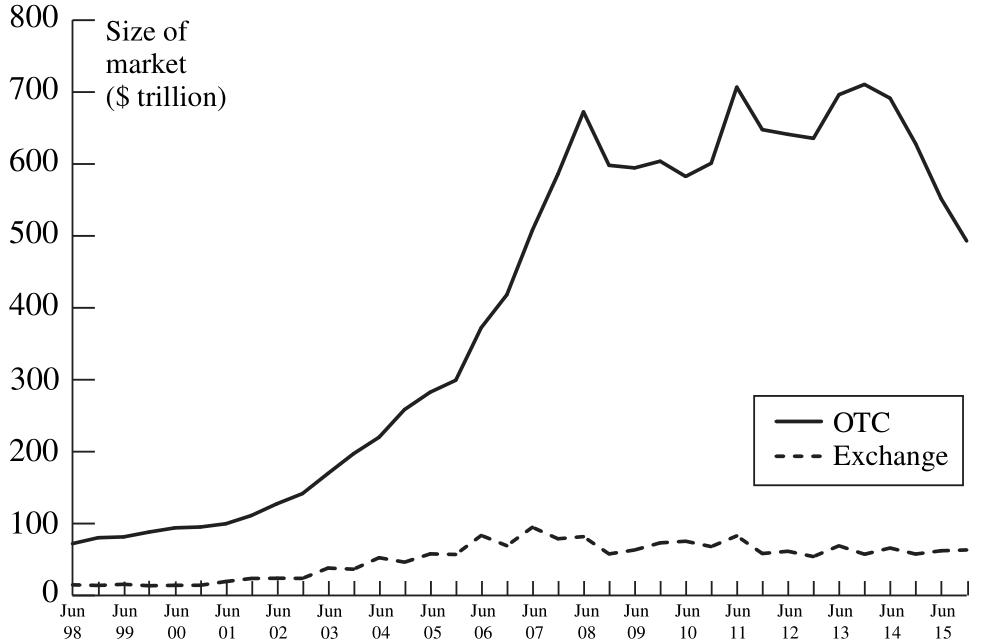 800
Size of
market
($ trillion)
700
600
500
400
300
200
100
0
OTC
Exchange
Jun Jun Jun Jun Jun Jun Jun Jun Jun Jun Jun Jun Jun Jun Jun Jun Jun Jun
98 99 00 01 02 03 04 05 06 07 08 09 10 11 12 13 14 15